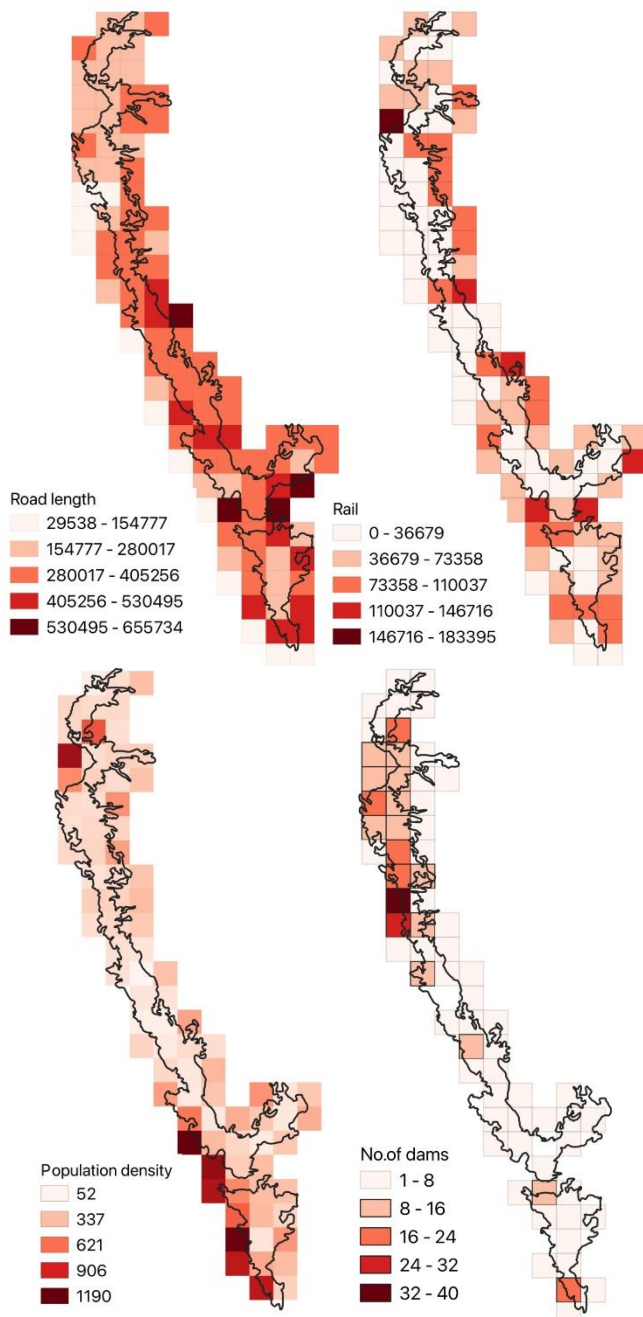 Road length
29538 - 154777
154777 - 280017
280017 - 405256
405256 - 530495
530495 - 655734
Rail
0 - 36679
36679 - 73358
73358 - 110037
110037 - 146716
146716 - 183395
Population density
52
337
621
906
1190
No.of dams
1 - 8
8 - 16
16 - 24
24 - 32
32 - 40